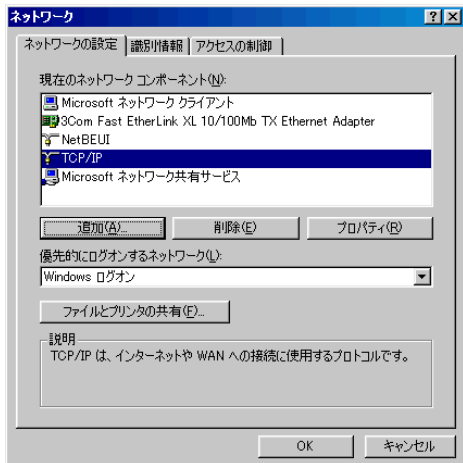 ネットワーク
ネットワークの設定 識別情報 アクセスの制御
現在のネットワーク コンポーネント(N):
Microsoft ネットワーク クライアント
3Com Fast EtherLink XL 10/100Mb TX Ethernet Adapter
NetBEUI
TCP/IP
Microsoft ネットワーク共有サービス
追加(A)... 削除(E) プロパティ(R)
優先的にログオンするネットワーク(L):
Windows ログオン
ファイルとプリンタの共有(F)...
説明
TCP/IP は、インターネットや WAN への接続に使用するプロトコルです。
OK キャンセル